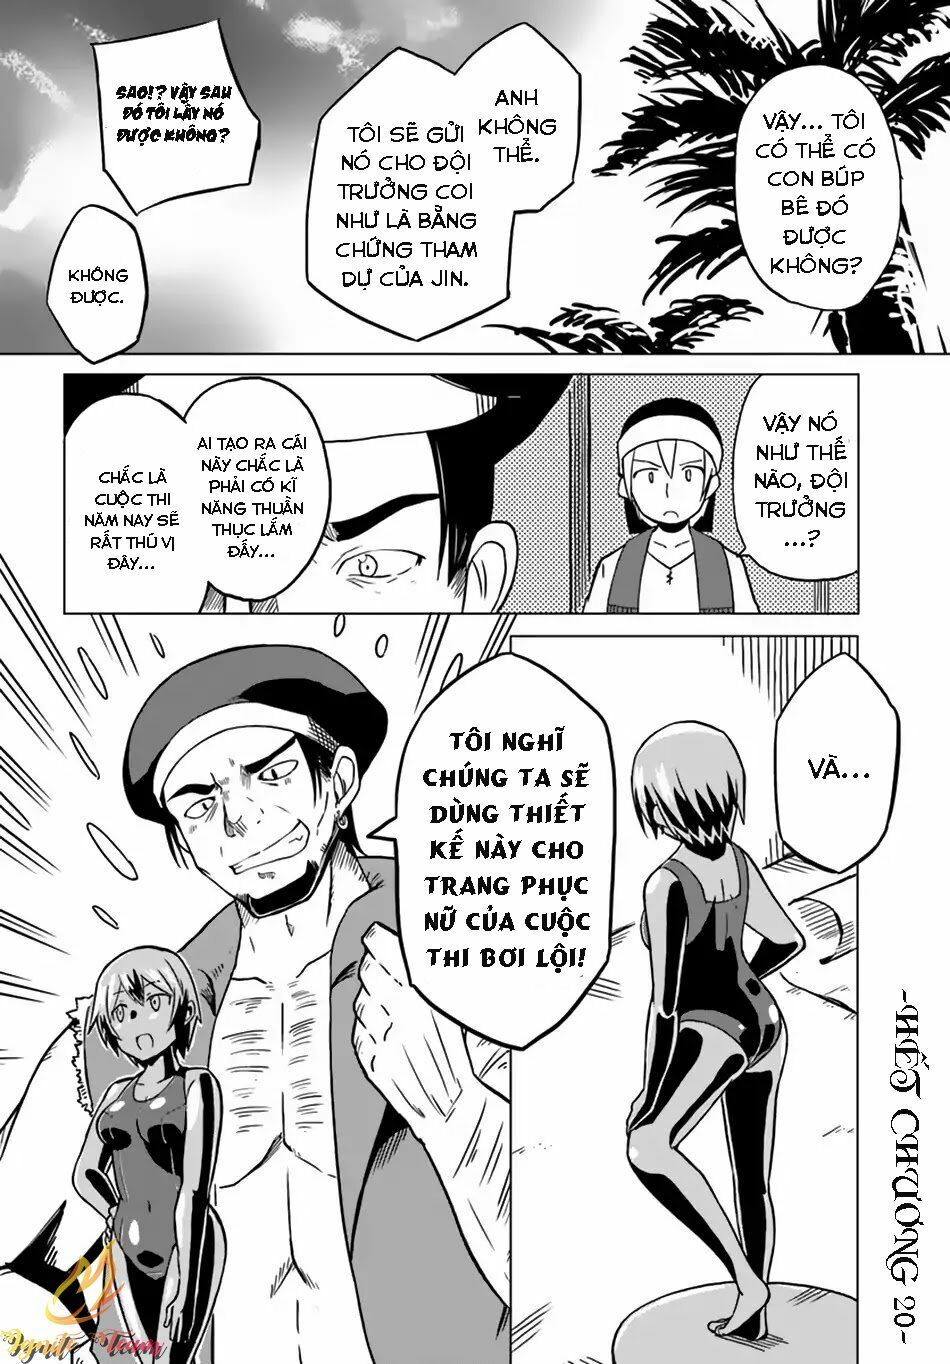 VẬY... TÔI
CÓ THỂ CÓ
CON BÚP
BÊ ĐÓ
ĐƯỢC
KHÔNG?
ANH
KHÔNG
THỂ.
TÔI SẼ GỬI
NÓ CHO ĐỘI
TRƯỞNG COI
NHƯ LÀ BẰNG
CHỨNG THAM
DỰ CỦA JIN.
SAO!? VẬY SAU
ĐÓ TÔI LẤY NÓ
ĐƯỢC KHÔNG?
KHÔNG
ĐƯỢC.
VẬY NÓ
NHƯ THẾ
NÀO, ĐỘI
TRƯỞNG
...?
AI TẠO RA CÁI
NÀY CHẮC LÀ
PHẢI CÓ KĨ
NĂNG THUẦN
THỤC LẮM
ĐẤY...
CHẮC LÀ
CUỘC THI
NĂM NAY SẼ
RẤT THÚ VỊ
ĐÂY...
VÀ...
TÔI NGHĨ
CHÚNG TA SẼ
DÙNG THIẾT
KẾ NÀY CHO
TRANG PHỤC
NỮ CỦA CUỘC
THI BƠI LỘI!
-HẾT CHƯƠNG 20-
Ignite Team